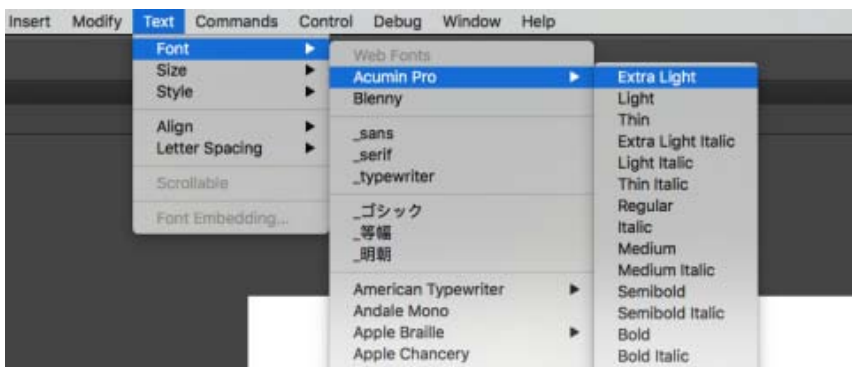 Insert Modify Text Commands Control Debug Window Help
Font
Size
Style
Align
Letter Spacing
Scrollable
Font Embedding...
Web Fonts
Acumin Pro
Blenny
_sans
_serif
_typewriter
_ゴシック
_等幅
_明朝
American Typewriter
Andale Mono
Apple Braille
Apple Chancery
Extra Light
Light
Thin
Extra Light Italic
Light Italic
Thin Italic
Regular
Italic
Medium
Medium Italic
Semibold
Semibold Italic
Bold
Bold Italic